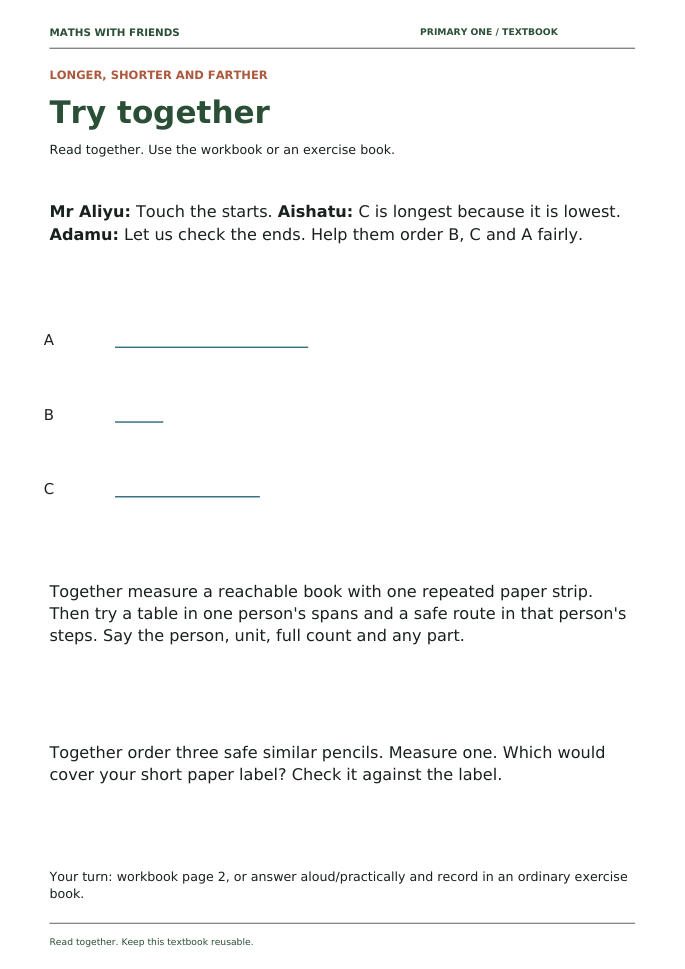 MATHS WITH FRIENDS
PRIMARY ONE / TEXTBOOK
LONGER, SHORTER AND FARTHER
Try together
Read together. Use the workbook or an exercise book.
Mr Aliyu: Touch the starts. Aishatu: C is longest because it is lowest.
Adamu: Let us check the ends. Help them order B, C and A fairly.
A
B
C
Together measure a reachable book with one repeated paper strip.
Then try a table in one person's spans and a safe route in that person's
steps. Say the person, unit, full count and any part.
Together order three safe similar pencils. Measure one. Which would
cover your short paper label? Check it against the label.
Your turn: workbook page 2, or answer aloud/practically and record in an ordinary exercise
book.
Read together. Keep this textbook reusable.